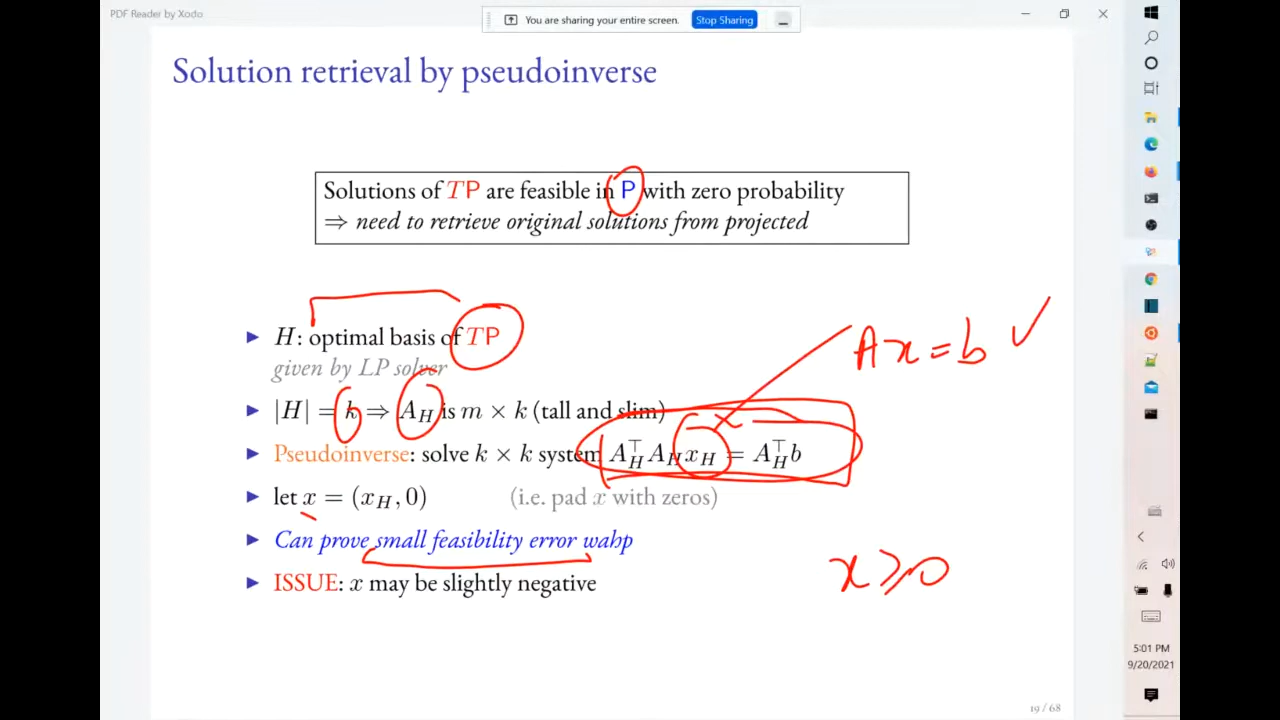 PDF Reader by Xodo
You are sharing your entire screen. Stop Sharing
Solution retrieval by pseudoinverse
Solutions of TP are feasible in P with zero probability
⇒ need to retrieve original solutions from projected
▶ H: optimal basis of TP
given by LP solver
Ax = b ✓
▶ |H| = k ⇒ A_H is m × k (tall and slim)
▶ Pseudoinverse: solve k × k system A_H^⊤ A_H x_H = A_H^⊤ b
▶ let x = (x_H, 0) (i.e. pad x with zeros)
▶ Can prove small feasibility error wahp
▶ ISSUE: x may be slightly negative
x ≥ 0
19 / 68
5:01 PM
9/20/2021